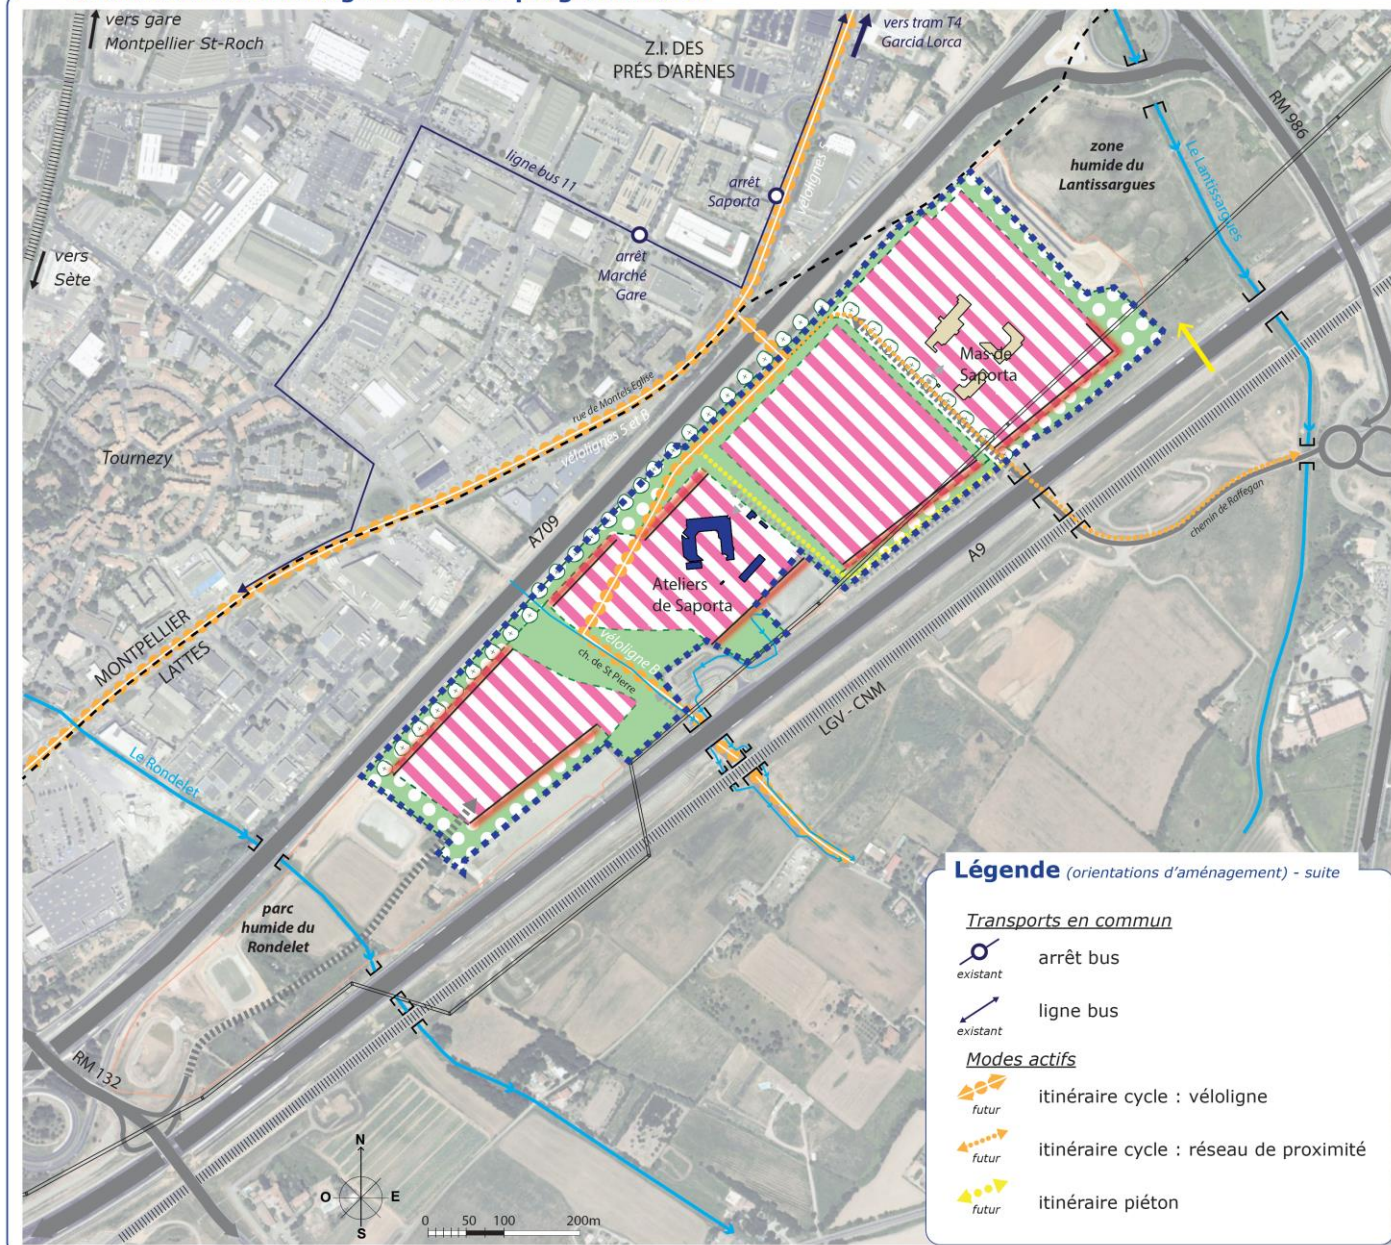 vers gare
Montpellier St-Roch
Z.I. DES
PRÉS D'ARÈNES
vers tram T4
Garcia Lorca
RM 986
zone
humide du
Lantissargues
Le Lantissargues
ligne bus 11
arrêt
Saporta
arrêt
Marché
Gare
vers
Sète
Mas de
Saporta
rue de Montels Eglise
vélolignes 5 et B
Tournezy
A709
chemin de Raffegan
A9
Ateliers
de Saporta
MONTPELLIER
LATTES
véloligne B
ch. de St Pierre
LGV - CNM
Le Rondelet
parc
humide du
Rondelet
RM 132
N
O
E
S
0
50
100
200m
Légende (orientations d'aménagement) - suite
Transports en commun
arrêt bus
existant
ligne bus
existant
Modes actifs
itinéraire cycle : véloligne
futur
itinéraire cycle : réseau de proximité
futur
itinéraire piéton
futur